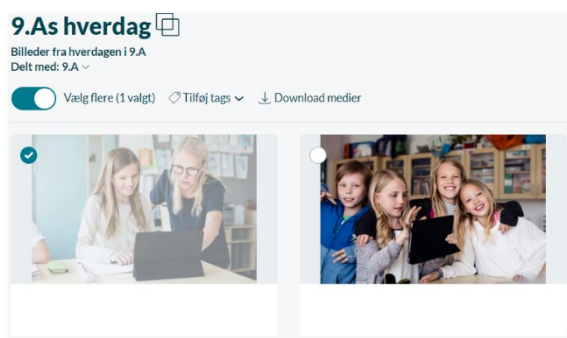 9.As hverdag
Billeder fra hverdagen i 9.A
Delt med: 9.A
Vælg flere (1 valgt) Tilføj tags Download medier